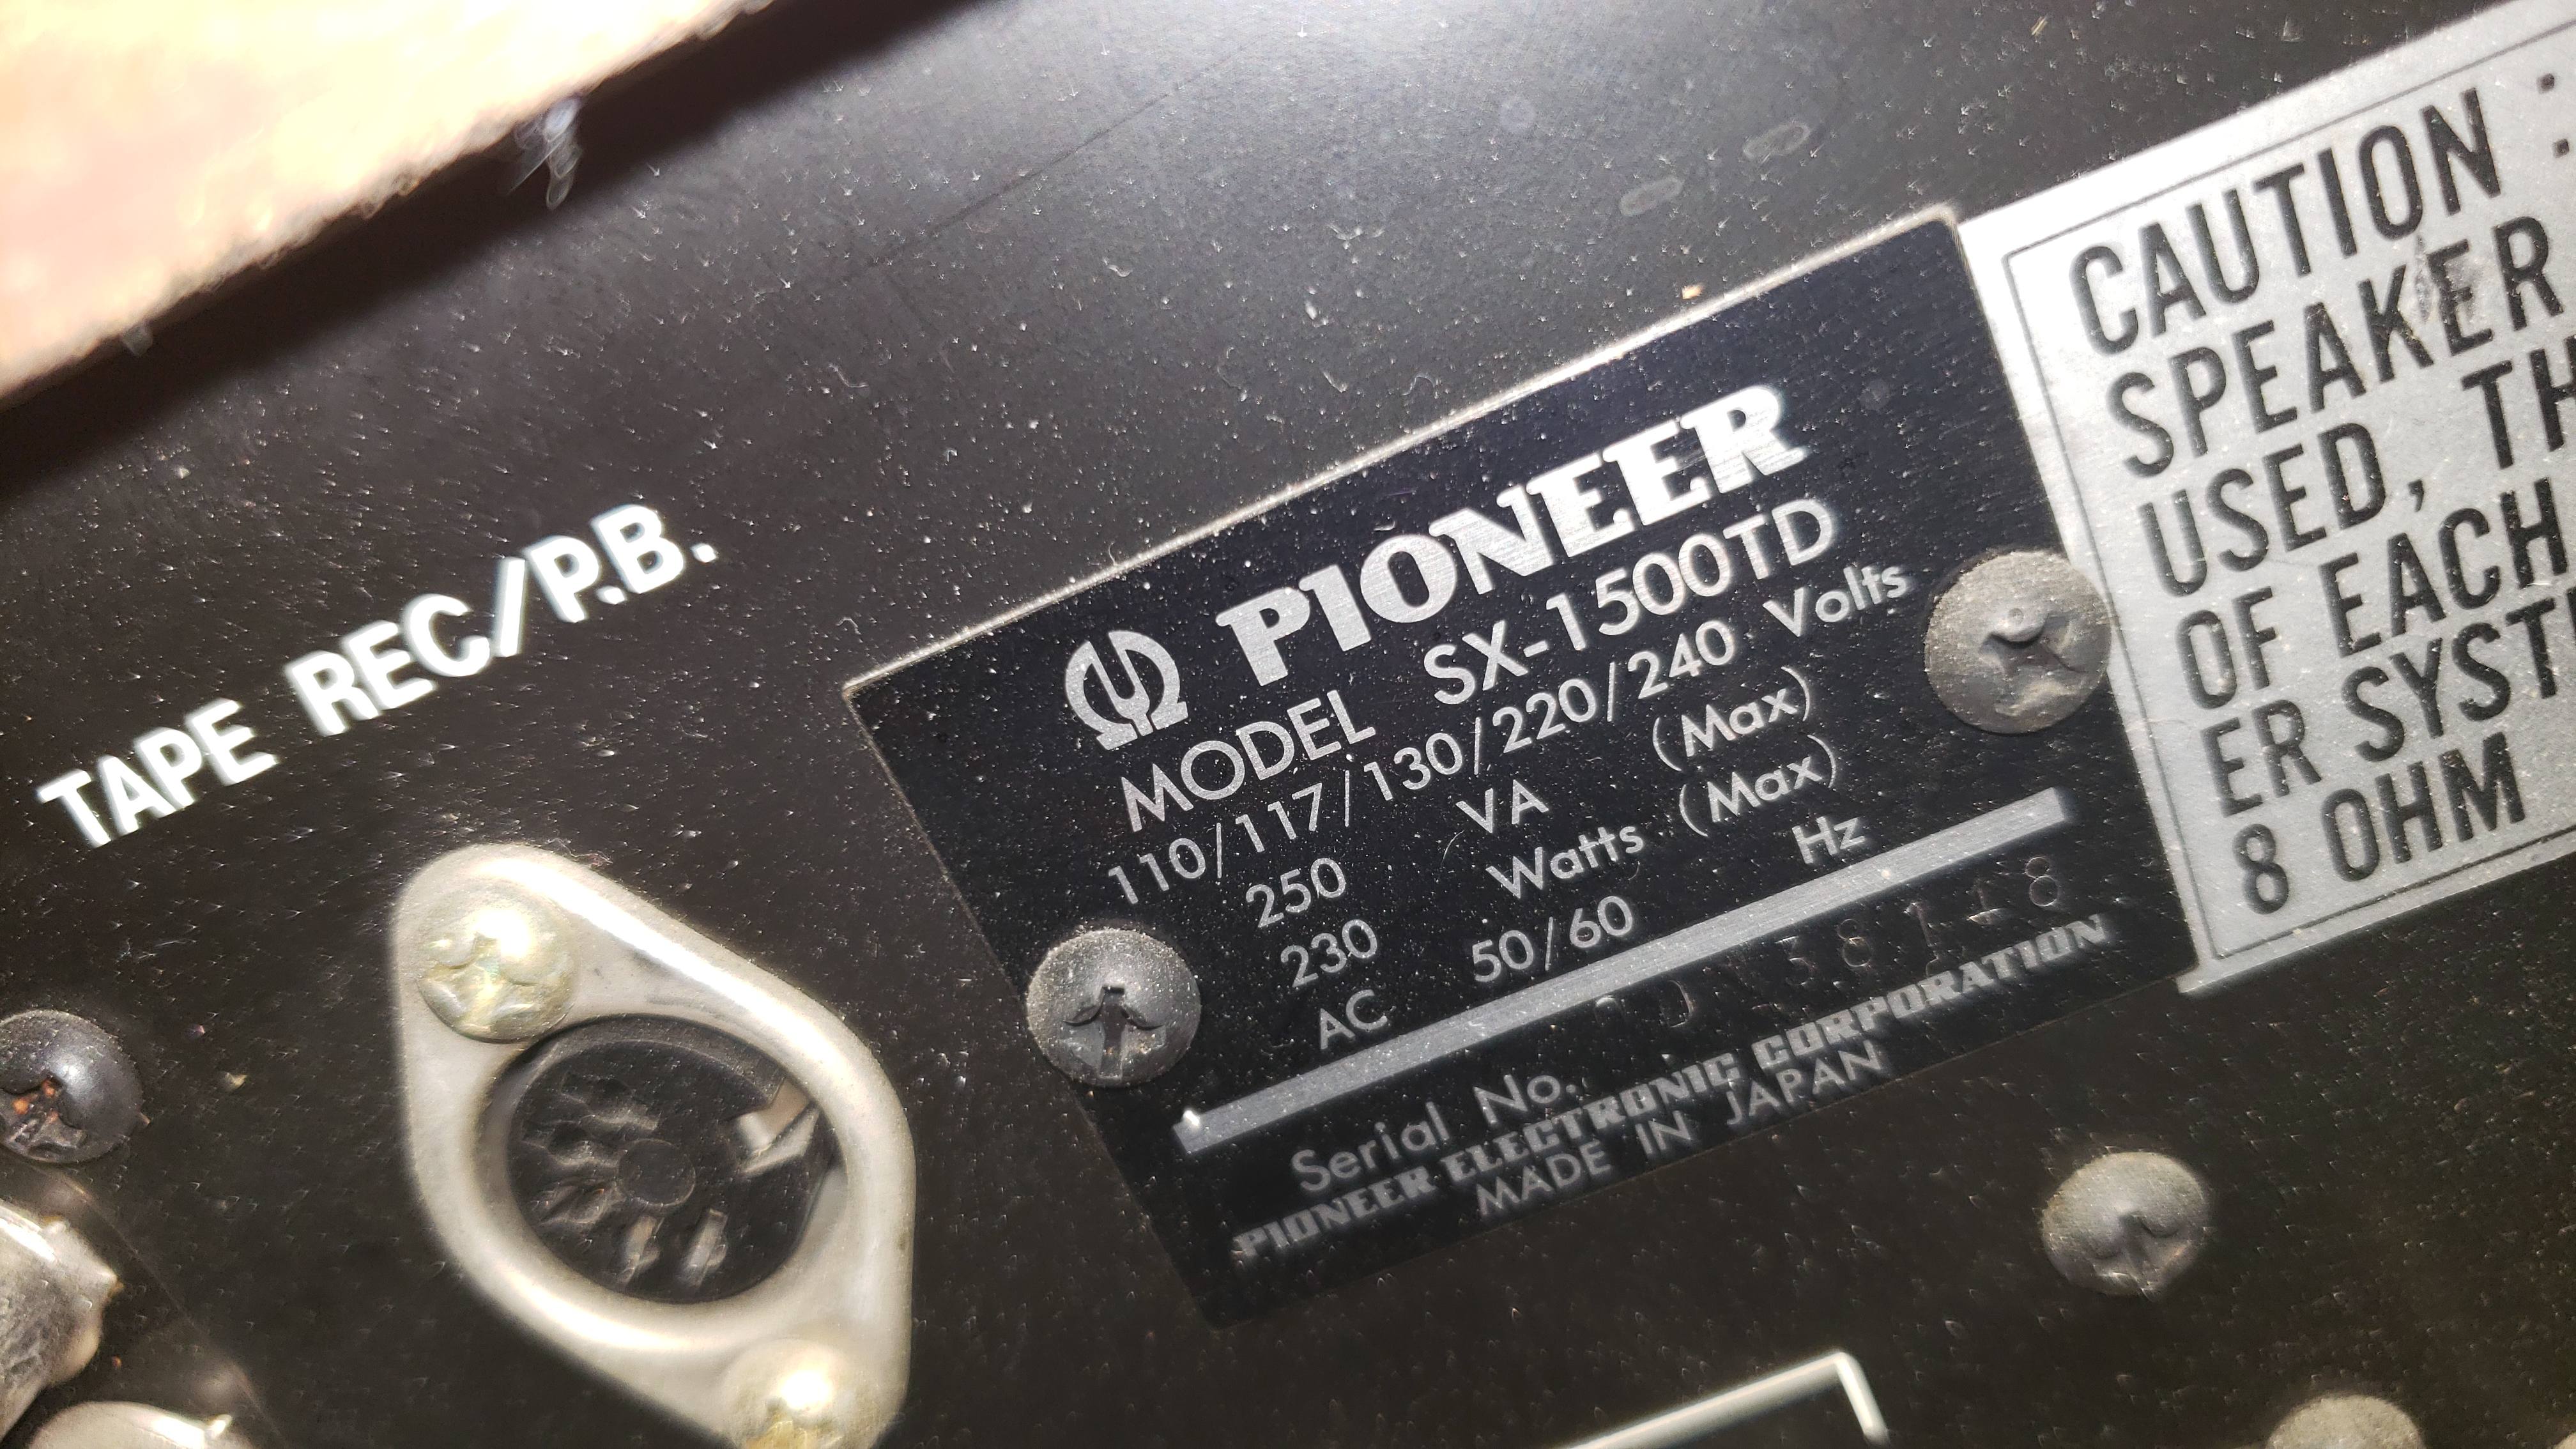 TAPE REC/P.B.
PIONEER
MODEL SX-1500TD
110/117/130/220/240 Volts
250 VA (Max)
230 Watts (Max)
AC 50/60 Hz
Serial No.
PIONEER ELECTRONIC CORPORATION
MADE IN JAPAN
CAUTION :
SPEAKER
USED, TH
OF EACH
ER SYST
8 OHM